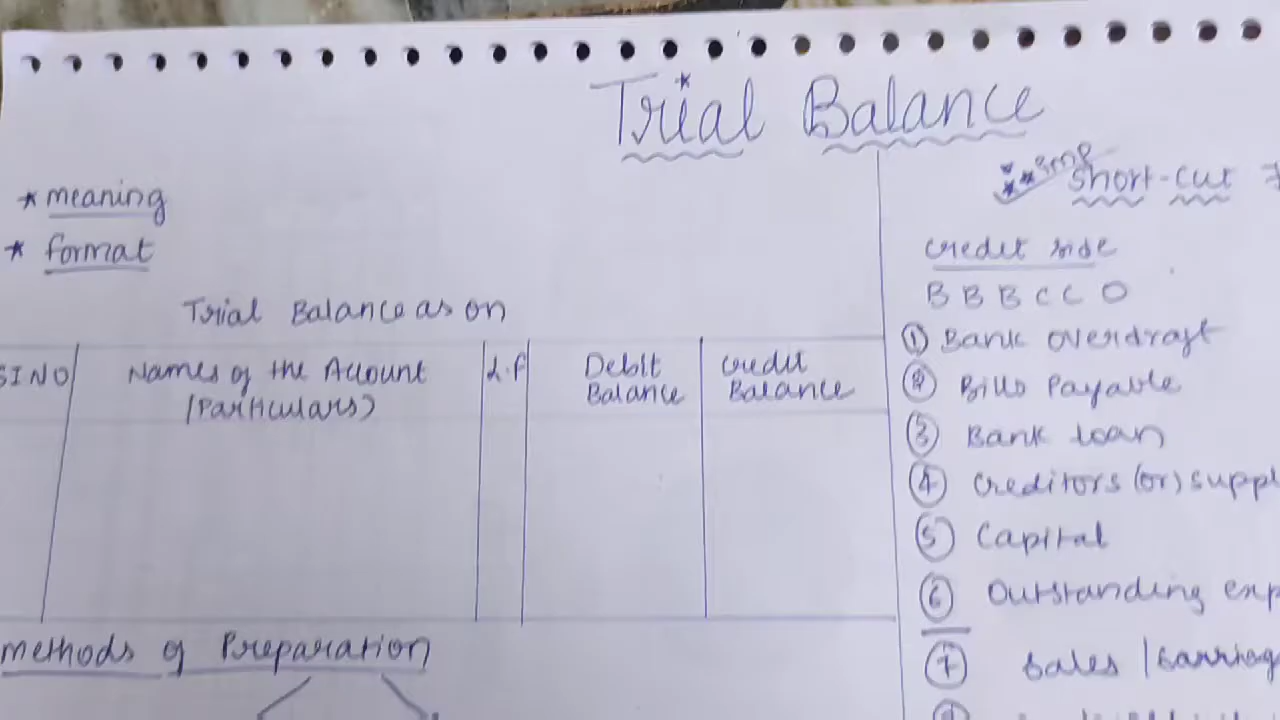 Trial Balance
* meaning
* format
Trial Balance as on
SI NO
Names of the Account
(Particulars)
L.F
Debit
Balance
Credit
Balance
methods of Preparation
Imp
Short-cut
Credit side
B B B C C O
① Bank overdraft
② Bills Payable
③ Bank loan
④ Creditors (or) suppl
⑤ Capital
⑥ Outstanding exp
⑦ Sales /